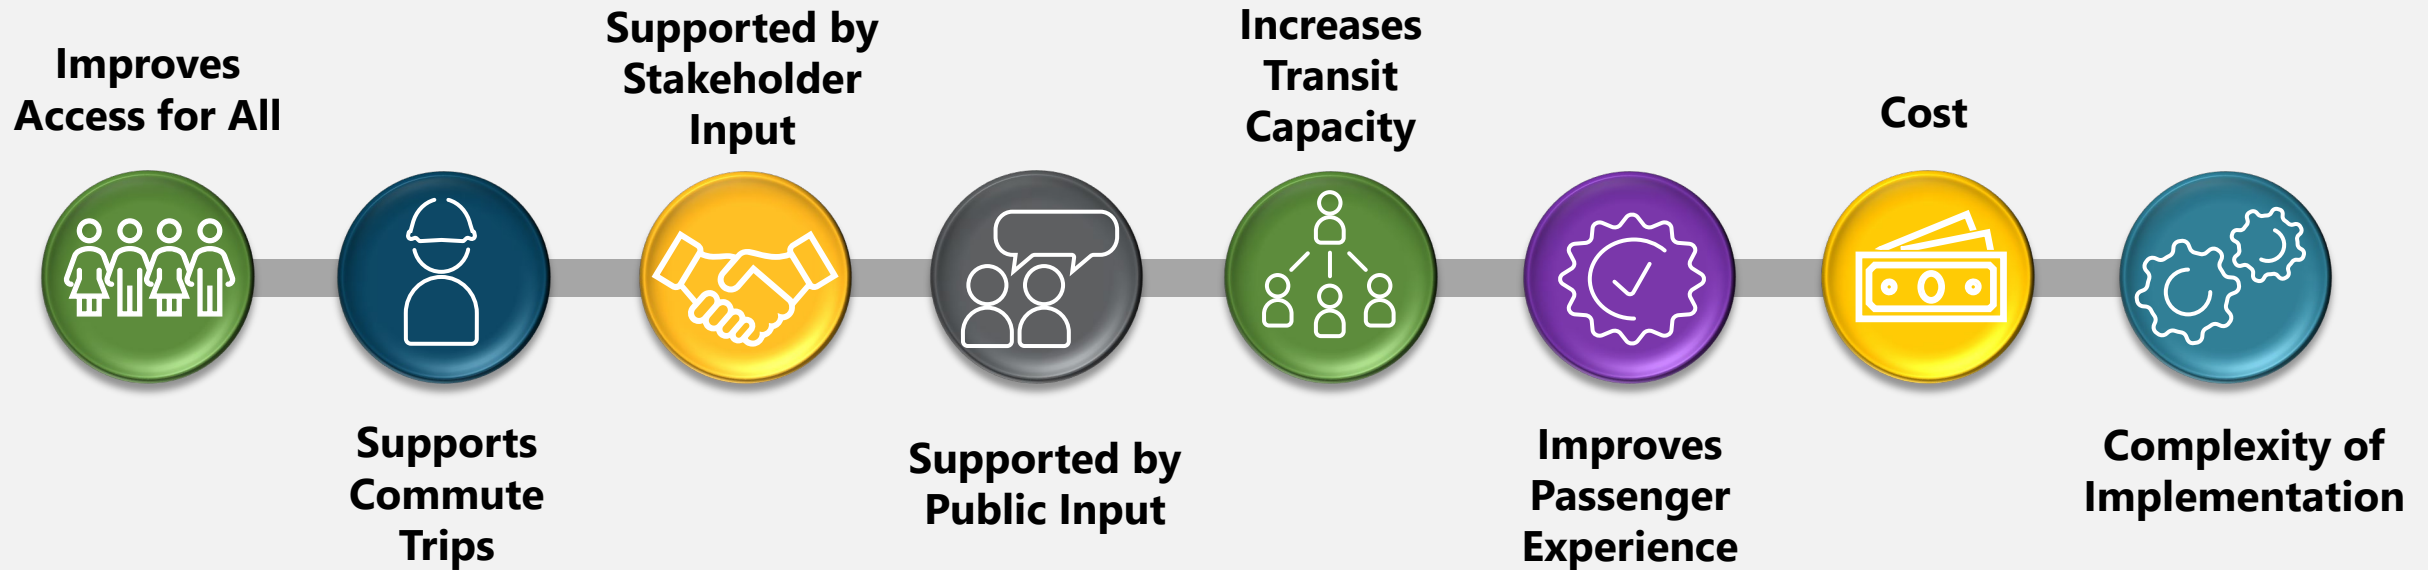 Improves
Access for All
Supports
Commute
Trips
Supported by
Stakeholder
Input
Supported by
Public Input
Increases
Transit
Capacity
Improves
Passenger
Experience
Cost
Complexity of
Implementation